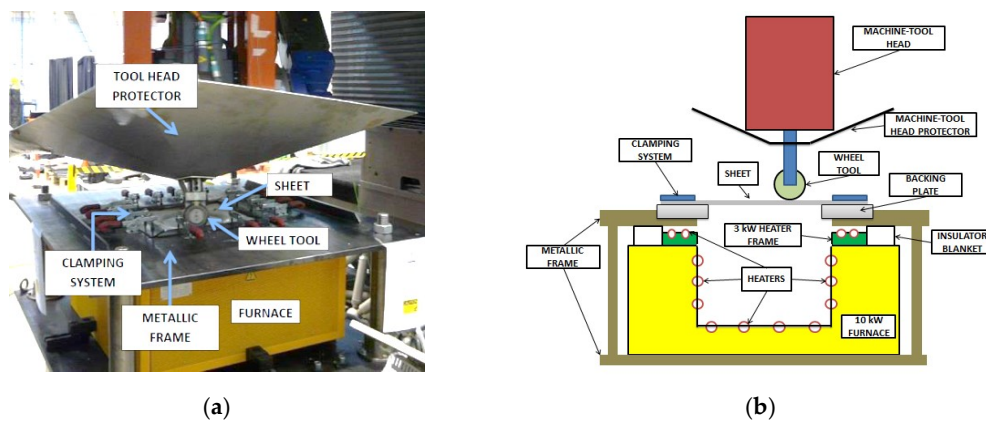 TOOL HEAD
PROTECTOR
SHEET
WHEEL TOOL
CLAMPING
SYSTEM
METALLIC
FRAME
FURNACE
(a)
MACHINE-TOOL
HEAD
MACHINE-TOOL
HEAD PROTECTOR
CLAMPING
SYSTEM
SHEET
WHEEL
TOOL
BACKING
PLATE
3 kW HEATER
FRAME
METALLIC
FRAME
INSULATOR
BLANKET
HEATERS
10 kW
FURNACE
(b)